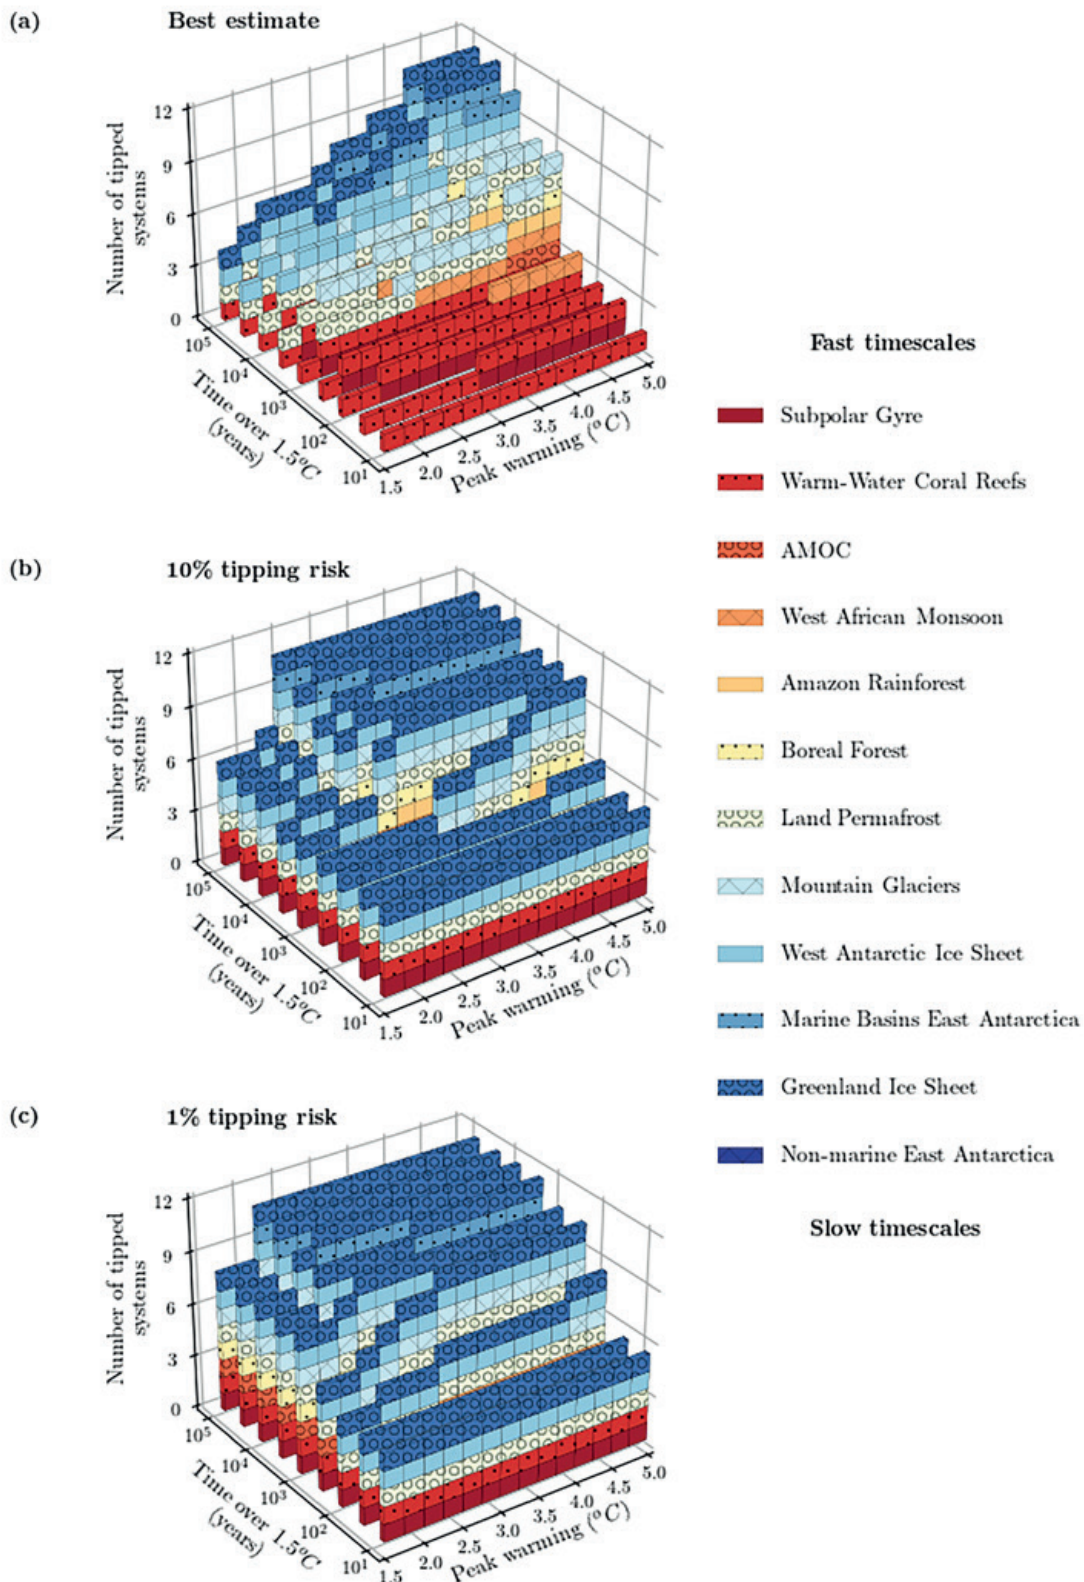 (a)
Best estimate
Number of tipped
systems
12
9
6
3
0
10⁵
10⁴
10³
10²
10¹
Time over 1.5°C
(years)
1.5
2.0
2.5
3.0
3.5
4.0
4.5
5.0
Peak warming (°C)
(b)
10% tipping risk
Number of tipped
systems
12
9
6
3
0
10⁵
10⁴
10³
10²
10¹
Time over 1.5°C
(years)
1.5
2.0
2.5
3.0
3.5
4.0
4.5
5.0
Peak warming (°C)
(c)
1% tipping risk
Number of tipped
systems
12
9
6
3
0
10⁵
10⁴
10³
10²
10¹
Time over 1.5°C
(years)
1.5
2.0
2.5
3.0
3.5
4.0
4.5
5.0
Peak warming (°C)
Fast timescales
Subpolar Gyre
Warm-Water Coral Reefs
AMOC
West African Monsoon
Amazon Rainforest
Boreal Forest
Land Permafrost
Mountain Glaciers
West Antarctic Ice Sheet
Marine Basins East Antarctica
Greenland Ice Sheet
Non-marine East Antarctica
Slow timescales